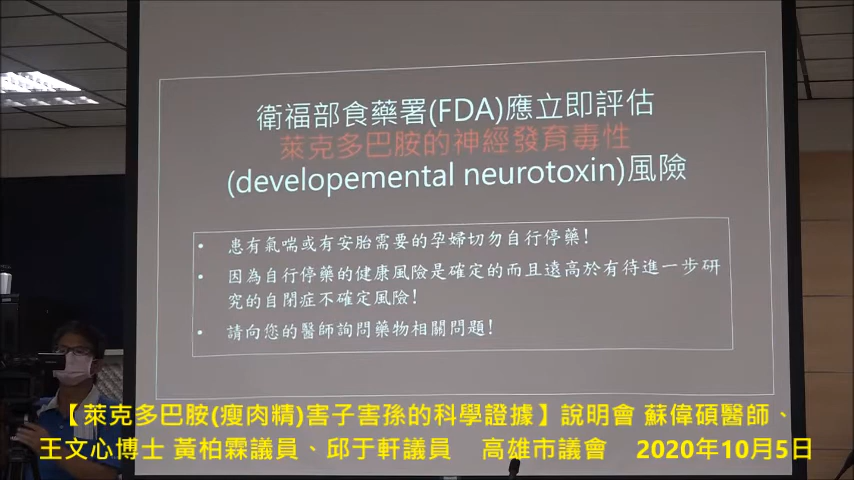 衛福部食藥署(FDA)應立即評估
萊克多巴胺的神經發育毒性
(developemental neurotoxin)風險
• 患有氣喘或有安胎需要的孕婦切勿自行停藥!
• 因為自行停藥的健康風險是確定的而且遠高於有待進一步研
究的自閉症不確定風險!
• 請向您的醫師詢問藥物相關問題!
【萊克多巴胺(瘦肉精)害子害孫的科學證據】說明會 蘇偉碩醫師、
王文心博士 黃柏霖議員、邱于軒議員 高雄市議會 2020年10月5日